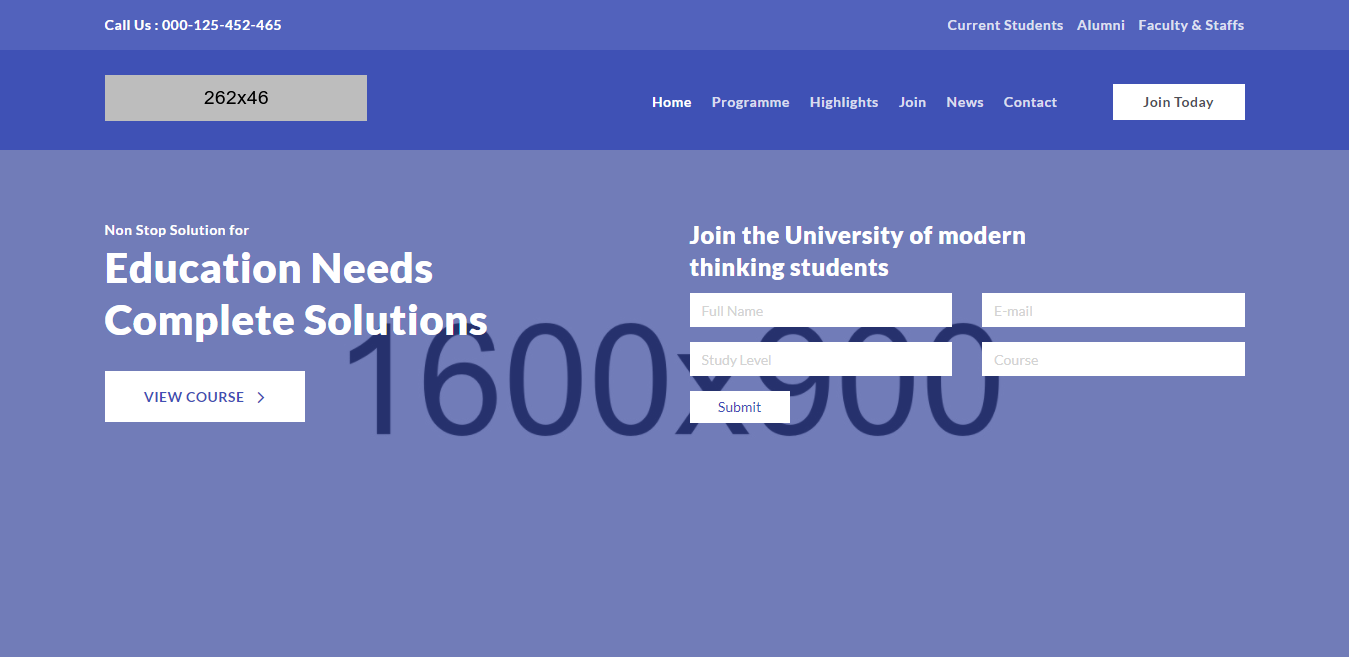 Call Us : 000-125-452-465
Current Students Alumni Faculty & Staffs
262x46
Home Programme Highlights Join News Contact
Join Today
Non Stop Solution for
Education Needs
Complete Solutions
VIEW COURSE
Join the University of modern
thinking students
Full Name
E-mail
Study Level
Course
Submit
1600x900